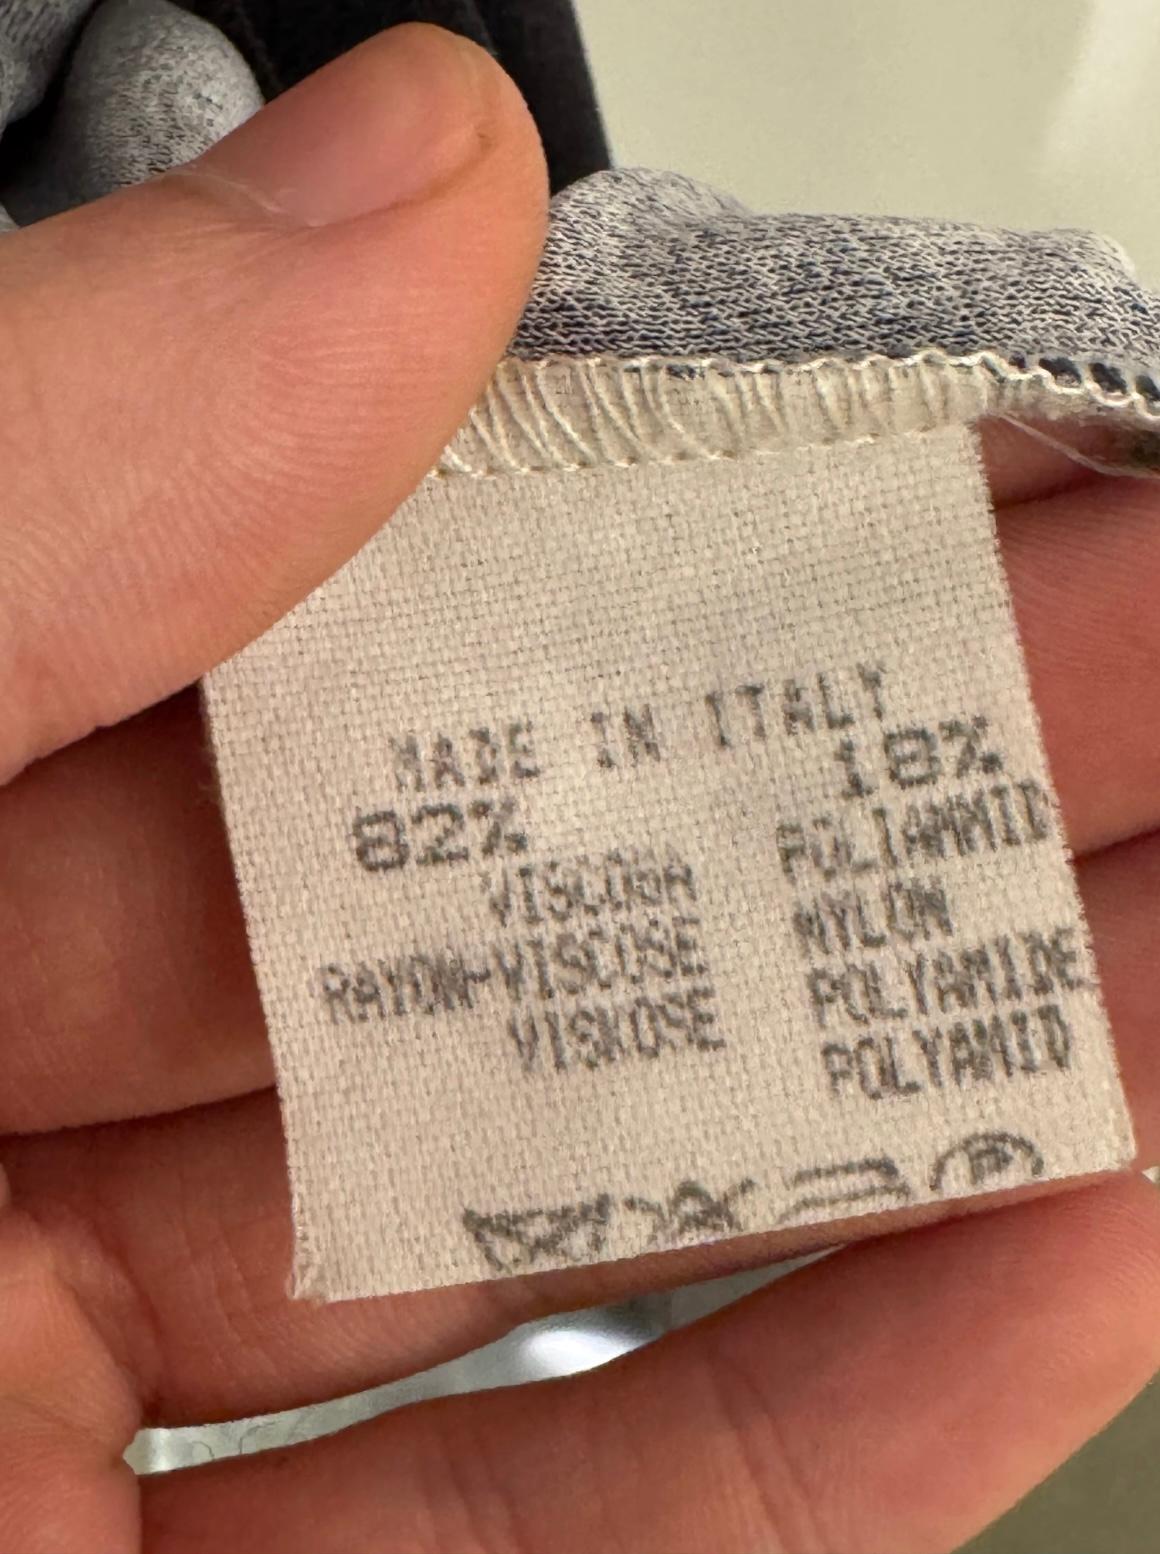 MADE IN ITALY
82%
VISCOSA
RAYON-VISCOSE
VISKOSE
18%
POLIAMMID
NYLON
POLYAMIDE
POLYAMID
P